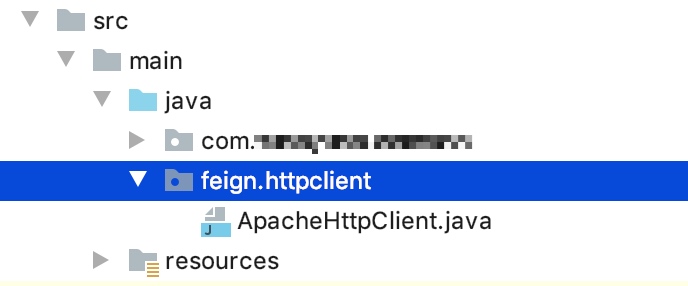 src
main
java
com.
feign.httpclient
ApacheHttpClient.java
resources